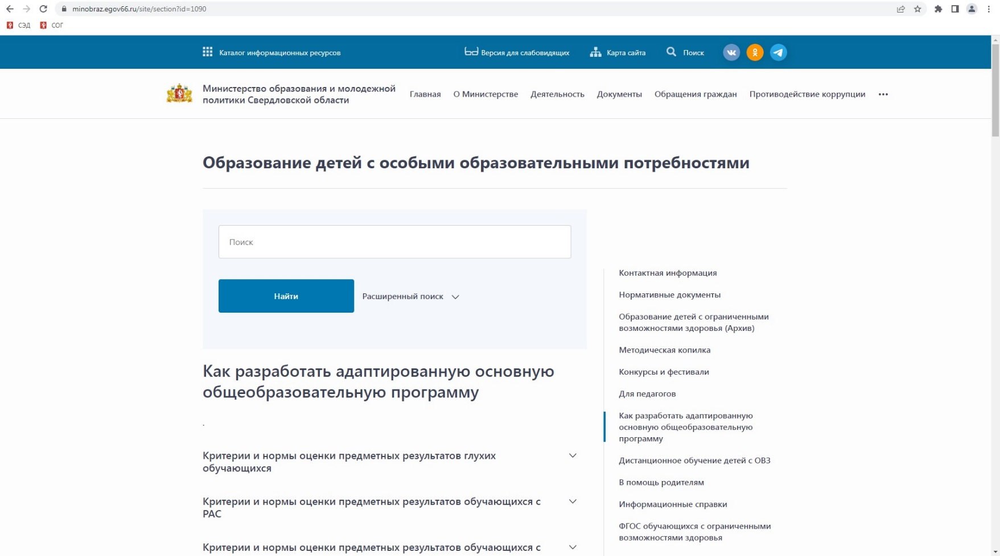 minobraz.egov66.ru/site/section?id=1090
СЭД СОГ
Каталог информационных ресурсов Версия для слабовидящих Карта сайта Поиск
Министерство образования и молодежной
политики Свердловской области
Главная О Министерстве Деятельность Документы Обращения граждан Противодействие коррупции
Образование детей с особыми образовательными потребностями
Поиск
Найти Расширенный поиск
Как разработать адаптированную основную
общеобразовательную программу
.
Критерии и нормы оценки предметных результатов глухих
обучающихся
Критерии и нормы оценки предметных результатов обучающихся с
РАС
Критерии и нормы оценки предметных результатов обучающихся с
Контактная информация
Нормативные документы
Образование детей с ограниченными
возможностями здоровья (Архив)
Методическая копилка
Конкурсы и фестивали
Для педагогов
Как разработать адаптированную
основную общеобразовательную
программу
Дистанционное обучение детей с ОВЗ
В помощь родителям
Информационные справки
ФГОС обучающихся с ограниченными
возможностями здоровья